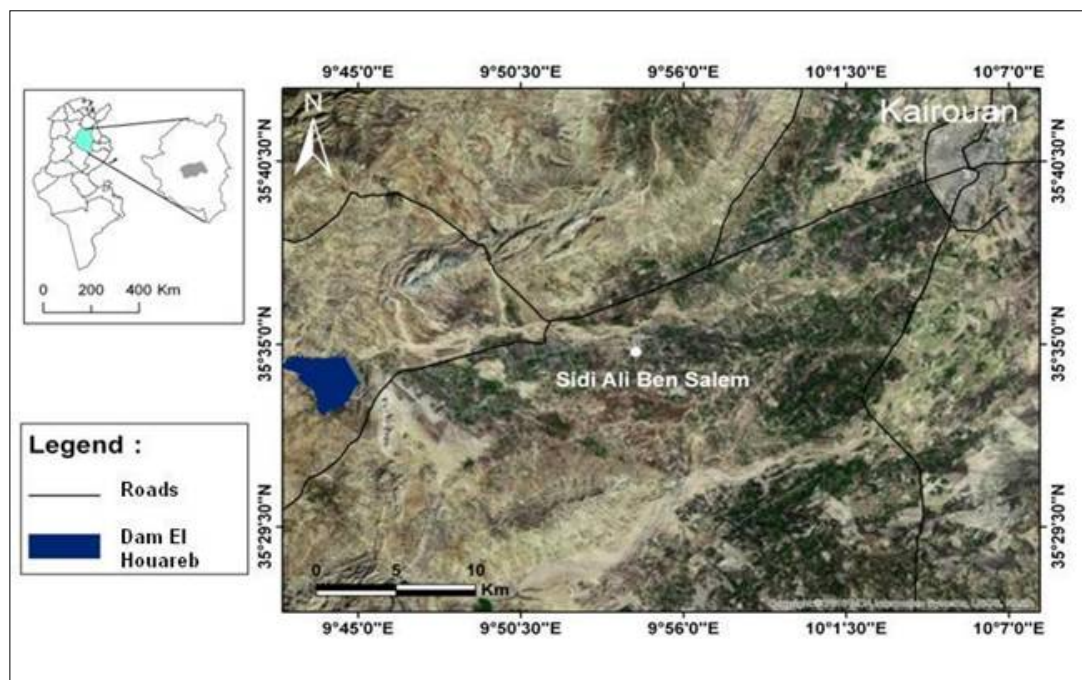 9°45'0"E 9°50'30"E 9°56'0"E 10°1'30"E 10°7'0"E
N
Kairouan
35°40'30"N
35°40'30"N
0 200 400 Km
35°35'0"N
35°35'0"N
Sidi Ali Ben Salem
Legend :
Roads
Dam El
Houareb
35°29'30"N
35°29'30"N
0 5 10
Km
9°45'0"E 9°50'30"E 9°56'0"E 10°1'30"E 10°7'0"E